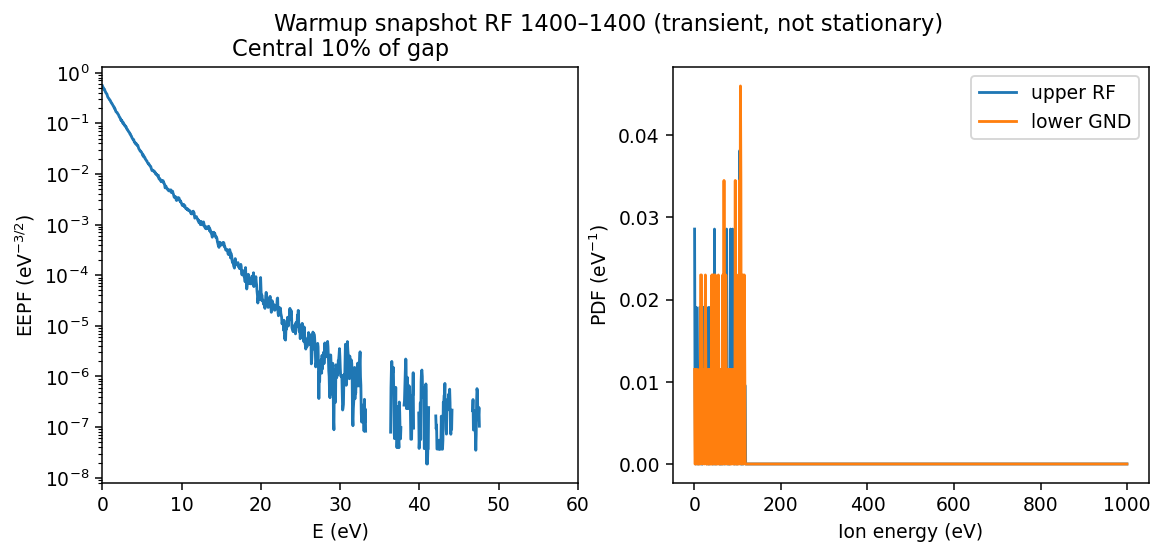 Warmup snapshot RF 1400–1400 (transient, not stationary)
Central 10% of gap
EEPF (eV⁻³ᐟ²)
10⁰
10⁻¹
10⁻²
10⁻³
10⁻⁴
10⁻⁵
10⁻⁶
10⁻⁷
10⁻⁸
0 10 20 30 40 50 60
E (eV)
PDF (eV⁻¹)
0.04
0.03
0.02
0.01
0.00
0 200 400 600 800 1000
Ion energy (eV)
upper RF
lower GND